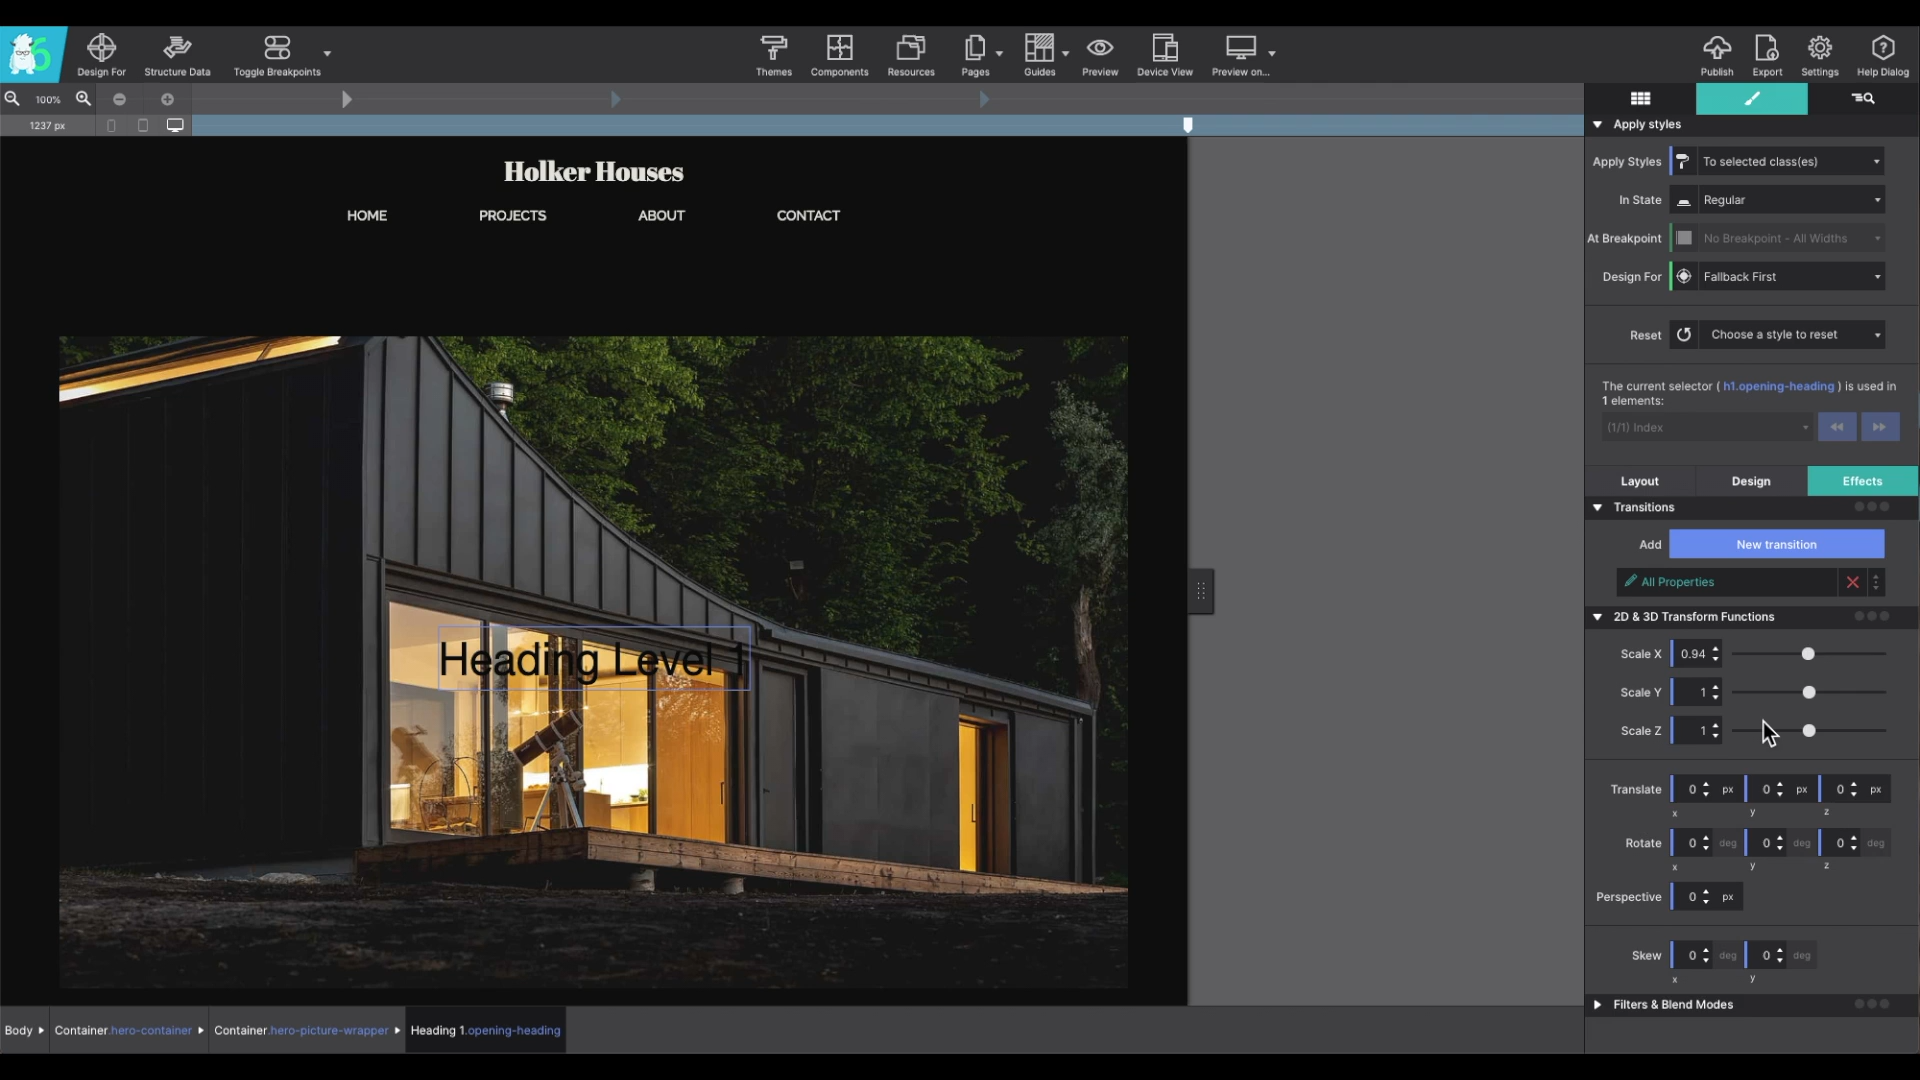 Design For
Structure Data
Toggle Breakpoints
Themes
Components
Resources
Pages
Guides
Preview
Device View
Preview on...
Publish
Export
Settings
Help Dialog
100%
1237 px
Holker Houses
HOME
PROJECTS
ABOUT
CONTACT
Heading Level 1
Body
Container.hero-container
Container.hero-picture-wrapper
Heading 1.opening-heading
Apply styles
Apply Styles
To selected class(es)
In State
Regular
At Breakpoint
No Breakpoint - All Widths
Design For
Fallback First
Reset
Choose a style to reset
The current selector ( h1.opening-heading ) is used in
1 elements:
(1/1) Index
Layout
Design
Effects
Transitions
Add
New transition
All Properties
2D & 3D Transform Functions
Scale X 0.94
Scale Y 1
Scale Z 1
Translate 0 px 0 px 0 px
x y z
Rotate 0 deg 0 deg 0 deg
x y z
Perspective 0 px
Skew 0 deg 0 deg
x y
Filters & Blend Modes